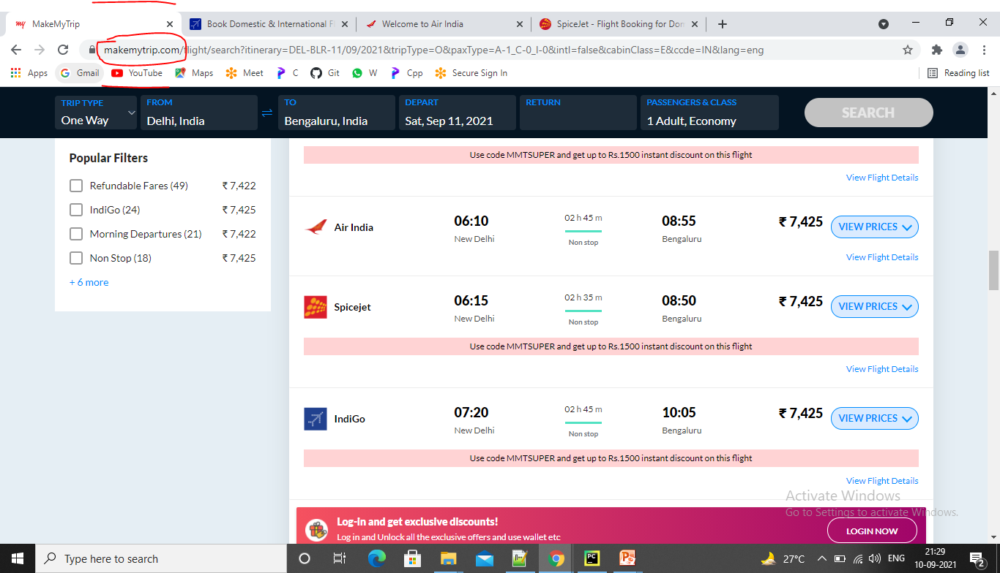 MakeMyTrip
Book Domestic & International Fl
Welcome to Air India
SpiceJet - Flight Booking for Dom
makemytrip.com/flight/search?itinerary=DEL-BLR-11/09/2021&tripType=O&paxType=A-1_C-0_I-0&intl=false&cabinClass=E&ccde=IN&lang=eng
Apps Gmail YouTube Maps Meet C Git W Cpp Secure Sign In Reading list
TRIP TYPE FROM TO DEPART RETURN PASSENGERS & CLASS
One Way Delhi, India Bengaluru, India Sat, Sep 11, 2021 1 Adult, Economy SEARCH
Popular Filters
Refundable Fares (49) ₹ 7,422
IndiGo (24) ₹ 7,425
Morning Departures (21) ₹ 7,422
Non Stop (18) ₹ 7,425
+ 6 more
Use code MMTSUPER and get up to Rs.1500 instant discount on this flight
View Flight Details
Air India 06:10 02 h 45 m 08:55 ₹ 7,425 VIEW PRICES
New Delhi Non stop Bengaluru
View Flight Details
Spicejet 06:15 02 h 35 m 08:50 ₹ 7,425 VIEW PRICES
New Delhi Non stop Bengaluru
Use code MMTSUPER and get up to Rs.1500 instant discount on this flight
View Flight Details
IndiGo 07:20 02 h 45 m 10:05 ₹ 7,425 VIEW PRICES
New Delhi Non stop Bengaluru
Use code MMTSUPER and get up to Rs.1500 instant discount on this flight
View Flight Details
Activate Windows
Go to Settings to activate Windows.
Log-in and get exclusive discounts!
Log in and Unlock all the exclusive offers and use wallet etc
LOGIN NOW
Type here to search
27°C ENG 21:29
10-09-2021 2